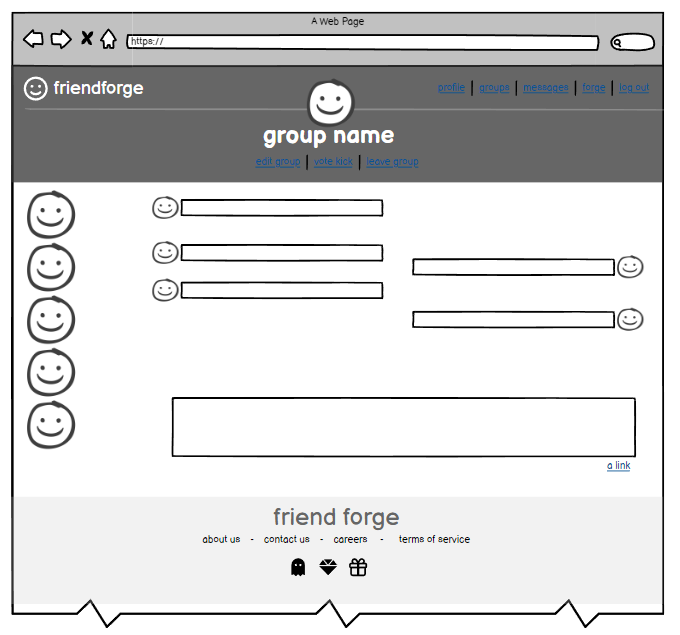 A Web Page
https://
friendforge
profile | groups | messages | forge | log out
group name
edit group | vote kick | leave group
a link
friend forge
about us - contact us - careers - terms of service